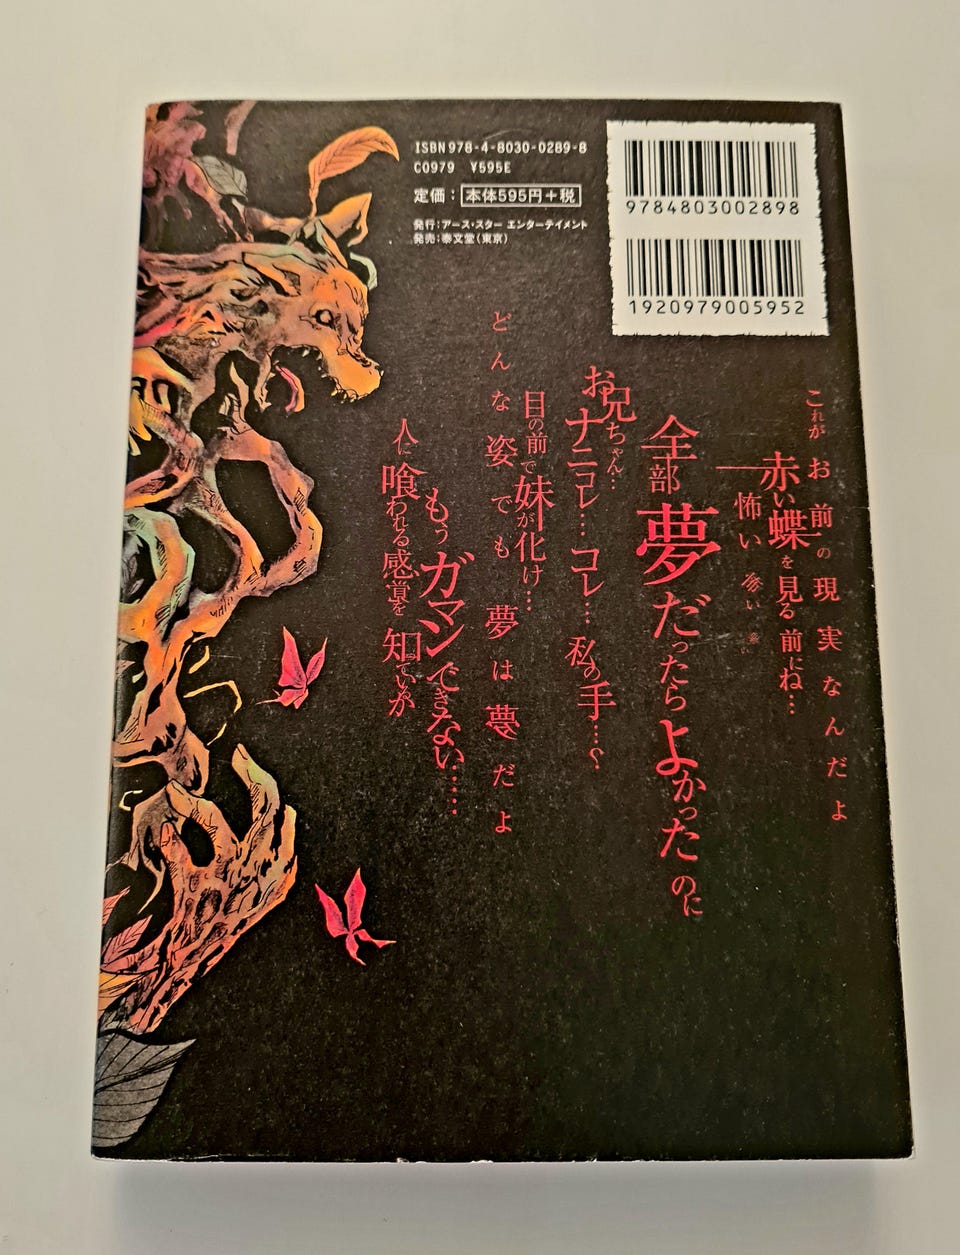 ISBN978-4-8030-0289-8
C0979 ¥595E
定価：本体595円+税
発行：アース・スター エンターテイメント
発売：泰文堂（東京）
9784803002898
1920979005952
これが お前の現実なんだよ
赤い蝶を見る前にね…
――怖い
全部 夢だったらよかったのに
お兄ちゃん…
ナニコレ…コレ…私の手…？
目の前で妹が化け…
どんな姿でも夢は夢だよ
もうガマンできない……
人に喰われる感覚を知っているか